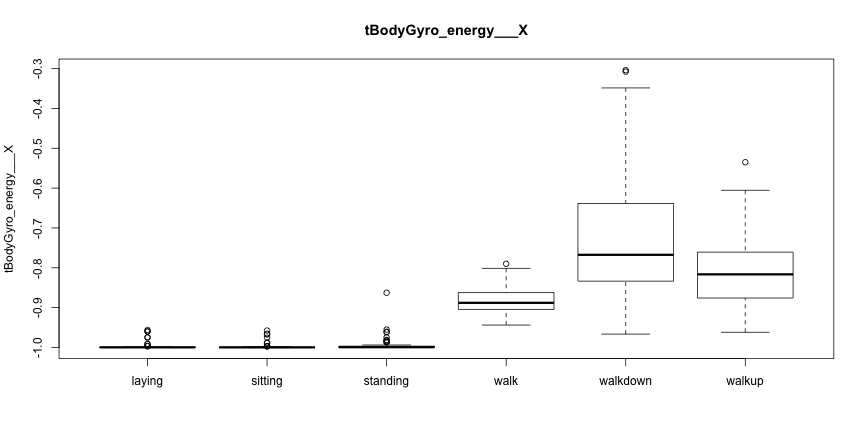 tBodyGyro_energy___X
tBodyGyro_energy___X
-0.3
-0.4
-0.5
-0.6
-0.7
-0.8
-0.9
-1.0
laying sitting standing walk walkdown walkup